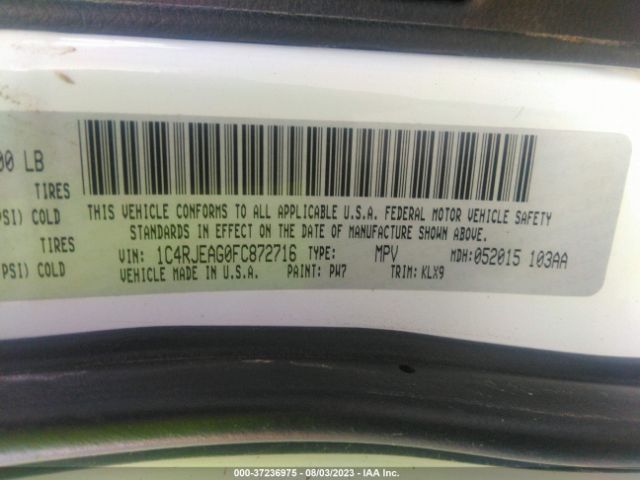 00 LB
TIRES
PSI) COLD
TIRES
PSI) COLD
THIS VEHICLE CONFORMS TO ALL APPLICABLE U.S.A. FEDERAL MOTOR VEHICLE SAFETY
STANDARDS IN EFFECT ON THE DATE OF MANUFACTURE SHOWN ABOVE.
VIN: 1C4RJEAG0FC872716 TYPE: MPV MDH:052015 103AA
VEHICLE MADE IN U.S.A. PAINT: PW7 TRIM: KLX9
000-37236975 - 08/03/2023 - IAA Inc.